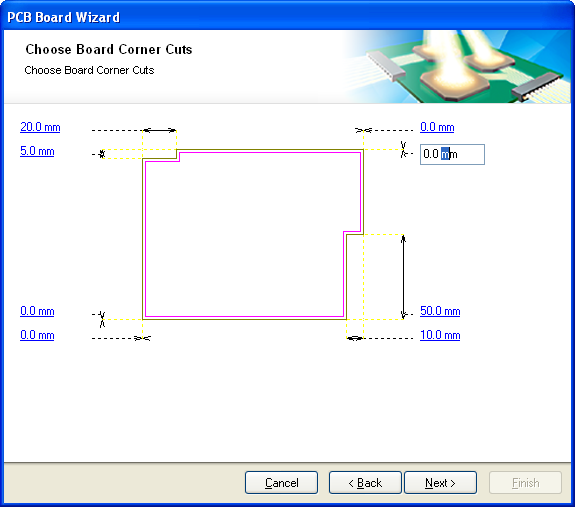 PCB Board Wizard
Choose Board Corner Cuts
Choose Board Corner Cuts
20.0 mm
0.0 mm
5.0 mm
0.0 mm
0.0 mm
50.0 mm
0.0 mm
10.0 mm
Cancel
< Back
Next >
Finish